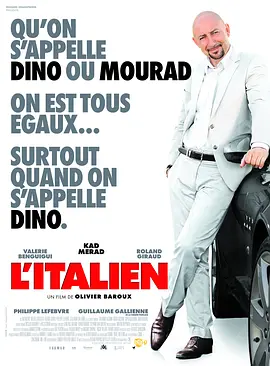 QU'ON
S'APPELLE
DINO OU MOURAD
ON EST TOUS
EGAUX...
SURTOUT
QUAND ON
S'APPELLE
DINO.
VALERIE BENGUIGUI
KAD MERAD
ROLAND GIRAUD
L'ITALIEN
UN FILM DE OLIVIER BAROUX
PHILIPPE LEFEBVRE GUILLAUME GALLIENNE